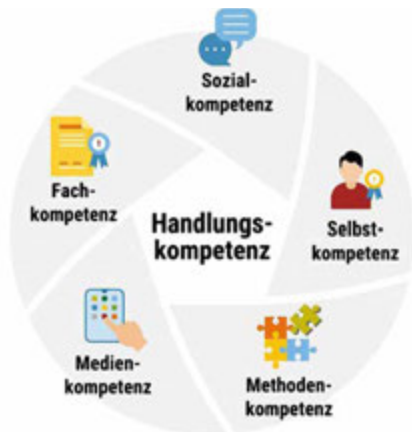 Sozial-
kompetenz
Fach-
kompetenz
Handlungs-
kompetenz
Selbst-
kompetenz
Medien-
kompetenz
Methoden-
kompetenz